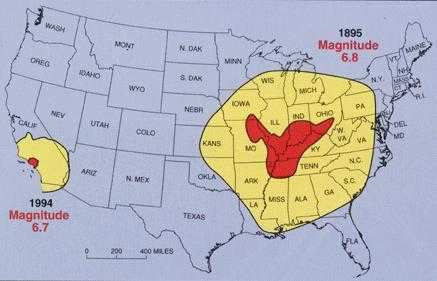 WASH
MONT
N. DAK
MINN
MAINE
OREG
IDAHO
WYO
S. DAK
WIS
MICH
N.Y.
VT
NH
MASS
CT
R.I.
1895
Magnitude
6.8
NEV
UTAH
COLO
NEBR
IOWA
ILL
IND
OHIO
PA
DEL
MD
CALIF
KANS
MO
KY
W.
VA
VA
ARIZ
N. MEX
OKLA
ARK
TENN
N.C.
S.C.
TEXAS
LA
MISS
ALA
GA
FLA
1994
Magnitude
6.7
0 200 400 MILES